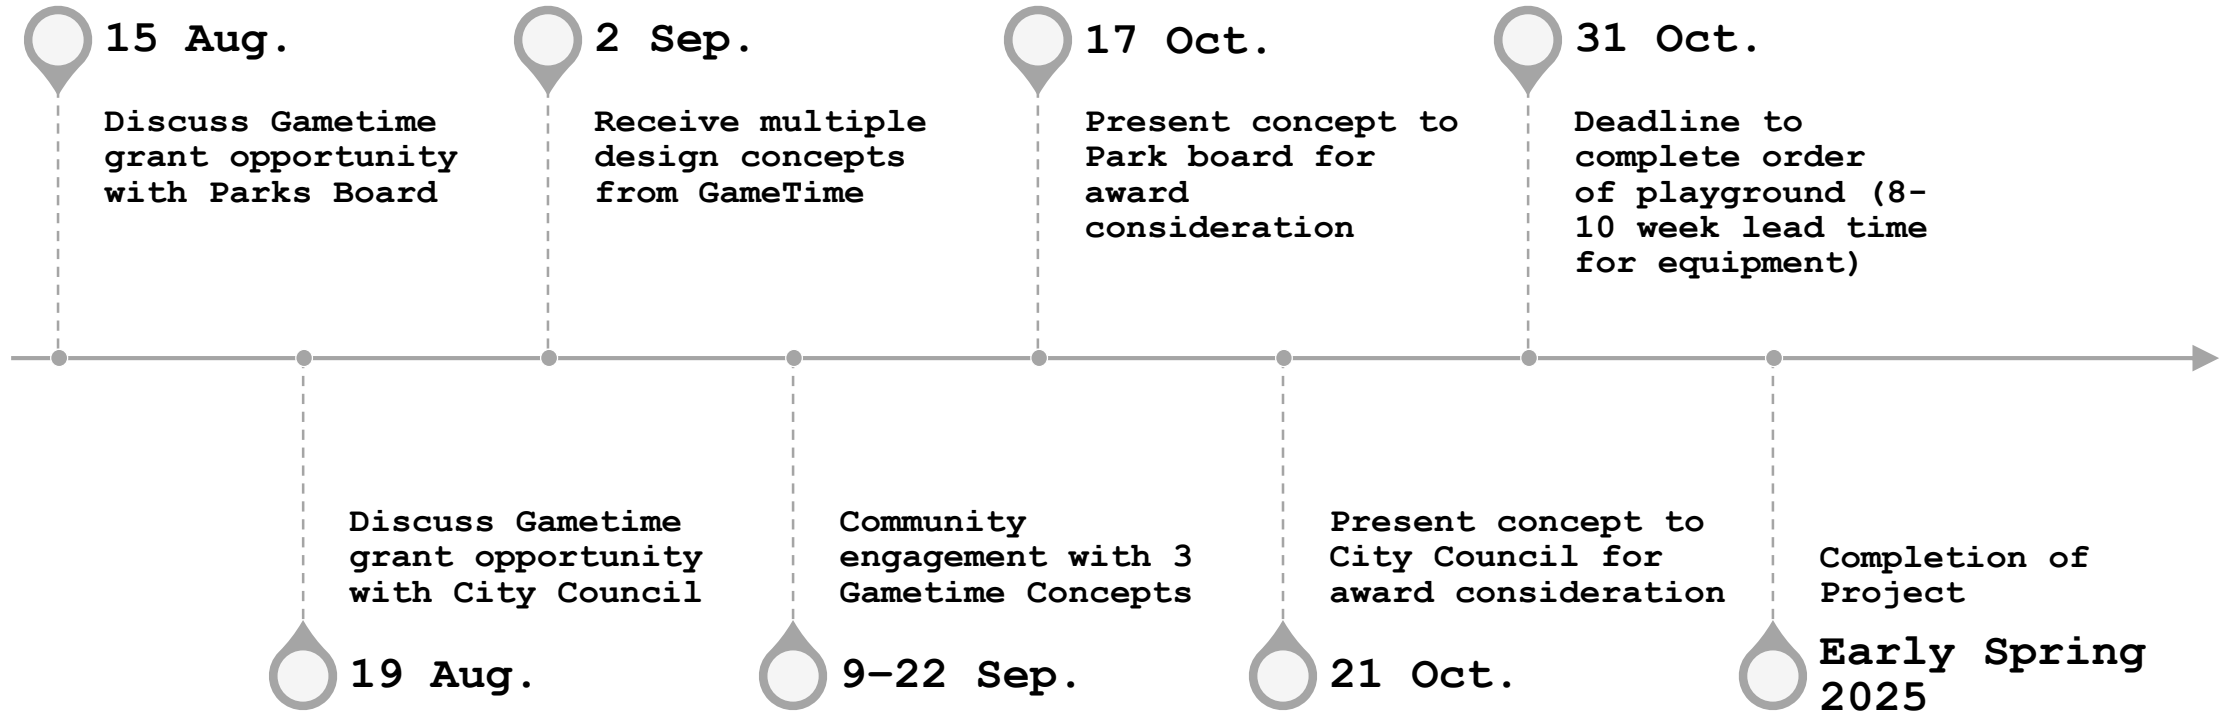 15 Aug.
Discuss Gametime
grant opportunity
with Parks Board
2 Sep.
Receive multiple
design concepts
from GameTime
17 Oct.
Present concept to
Park board for
award
consideration
31 Oct.
Deadline to
complete order
of playground (8-
10 week lead time
for equipment)
Discuss Gametime
grant opportunity
with City Council
19 Aug.
Community
engagement with 3
Gametime Concepts
9–22 Sep.
Present concept to
City Council for
award consideration
21 Oct.
Completion of
Project
Early Spring
2025